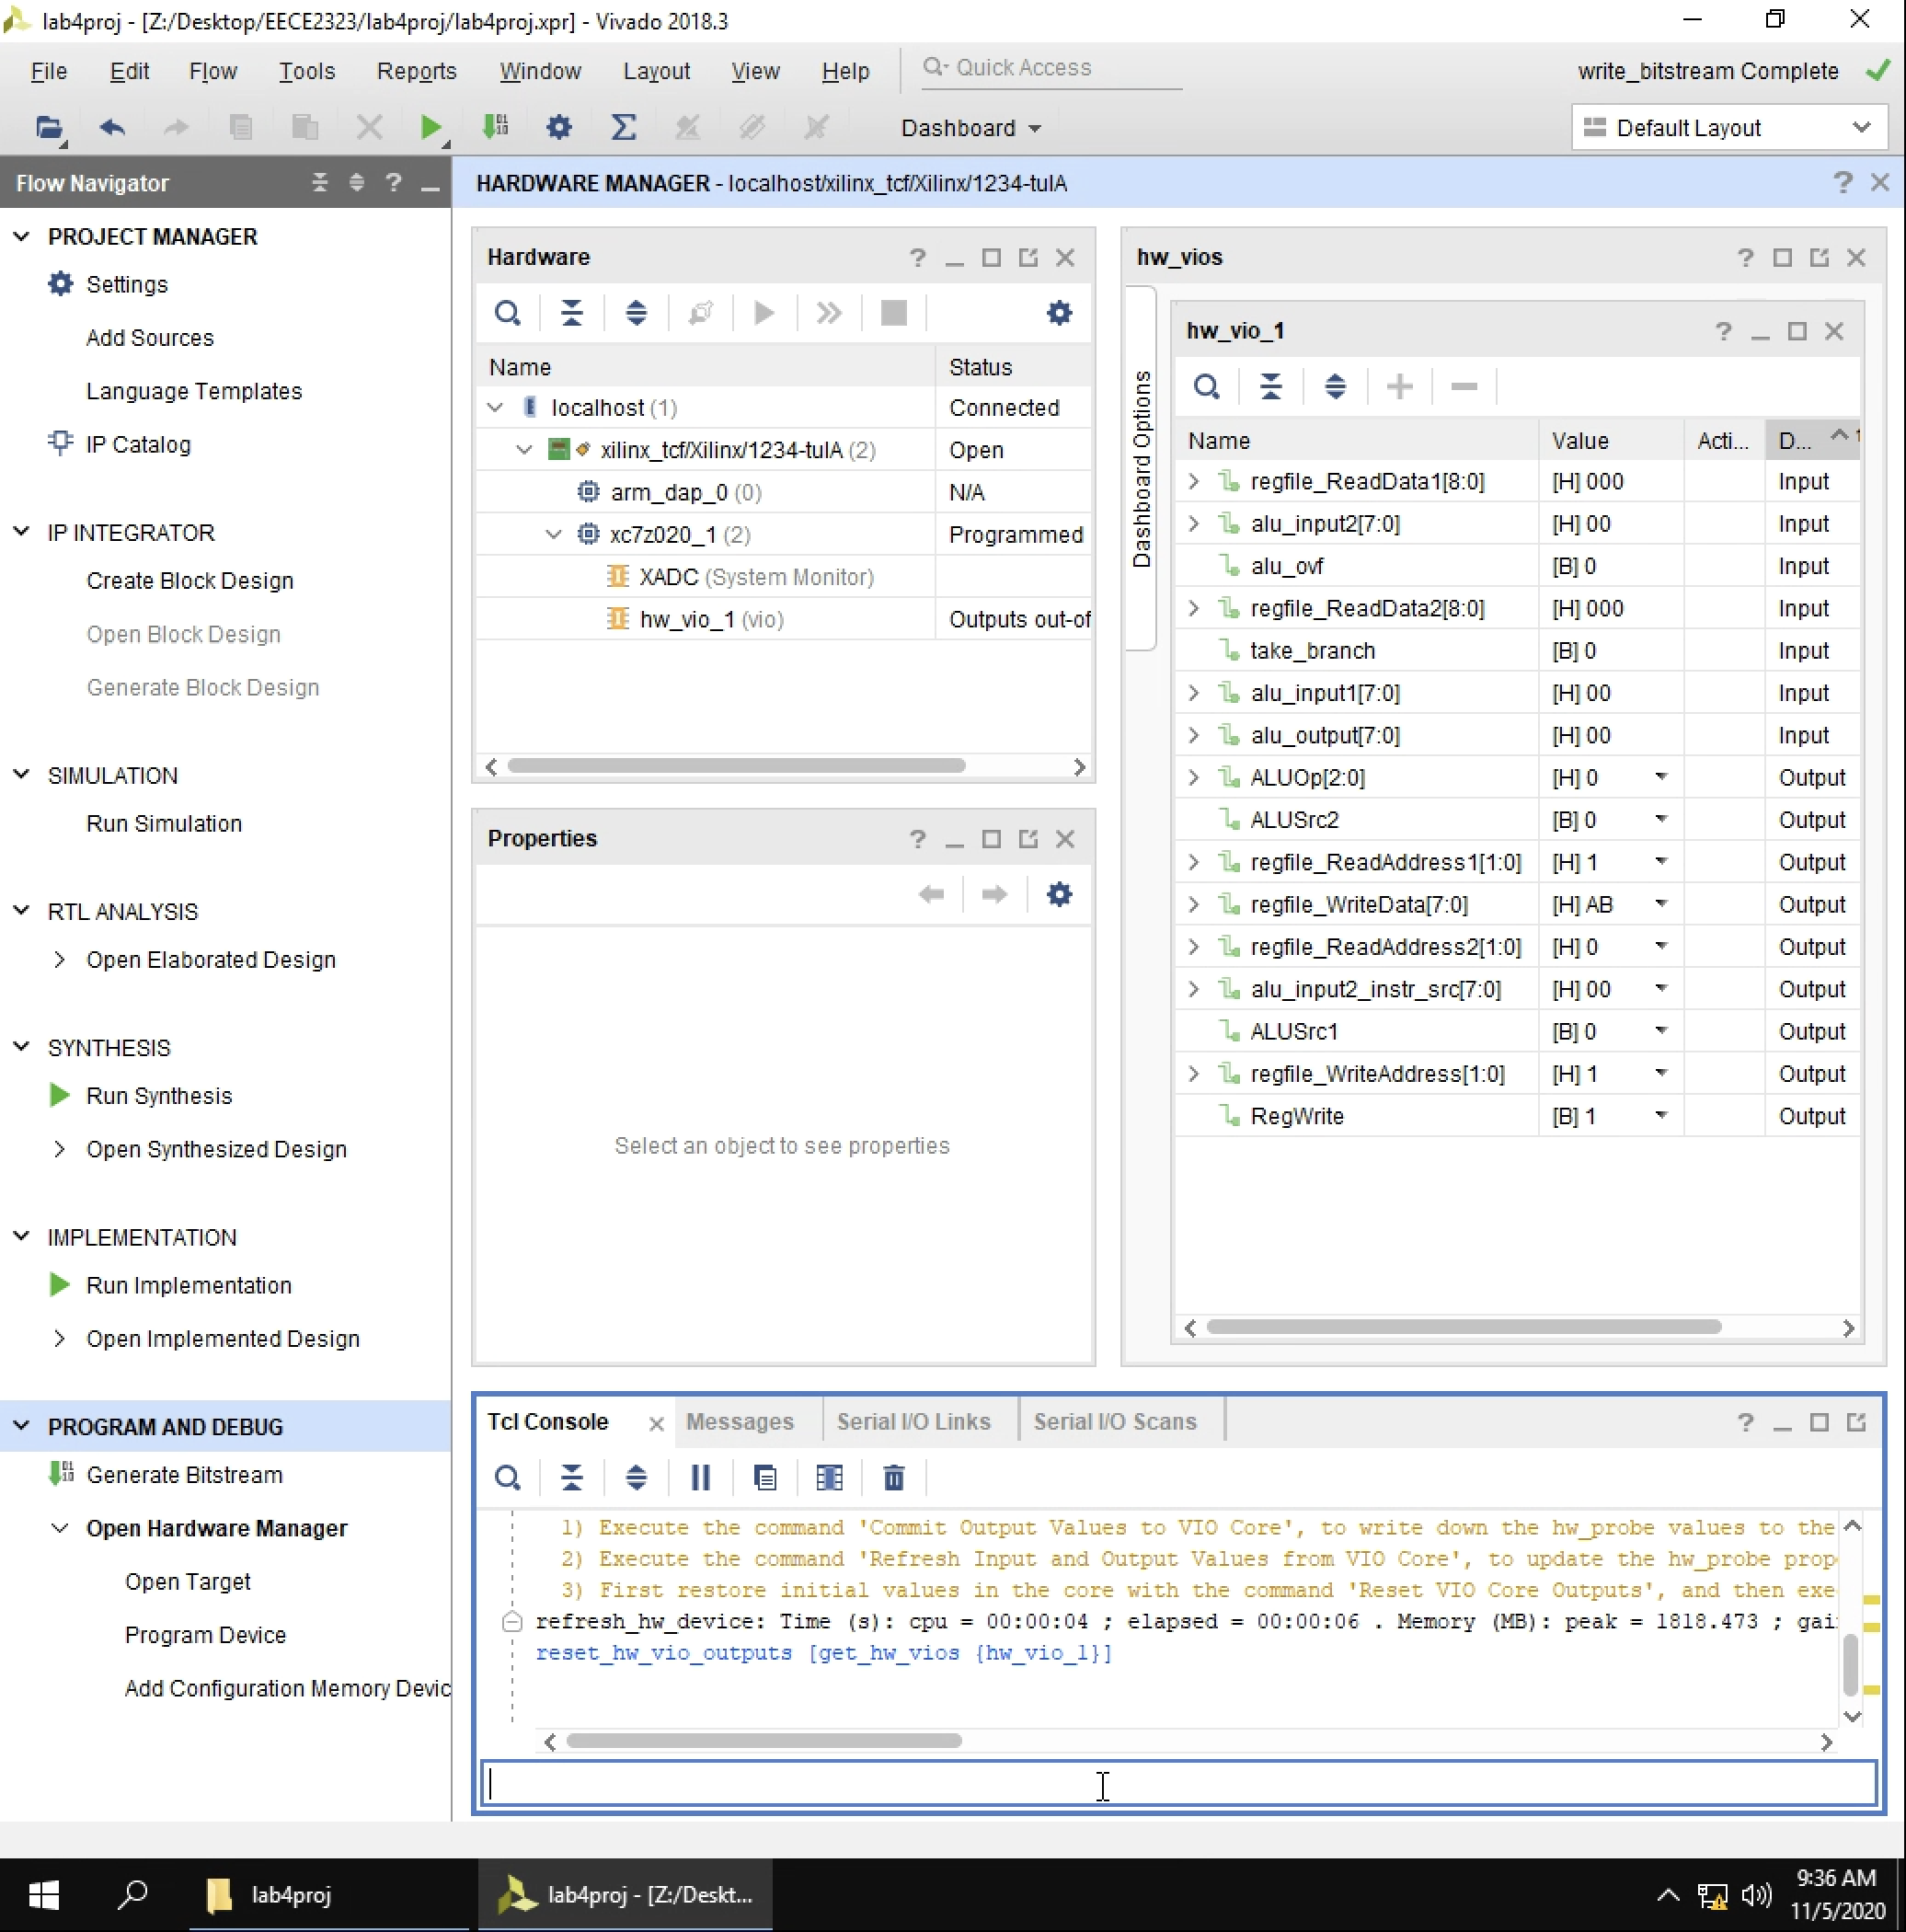 lab4proj - [Z:/Desktop/EECE2323/lab4proj/lab4proj.xpr] - Vivado 2018.3
File Edit Flow Tools Reports Window Layout View Help Quick Access write_bitstream Complete
Dashboard Default Layout
Flow Navigator
PROJECT MANAGER
Settings
Add Sources
Language Templates
IP Catalog
IP INTEGRATOR
Create Block Design
Open Block Design
Generate Block Design
SIMULATION
Run Simulation
RTL ANALYSIS
Open Elaborated Design
SYNTHESIS
Run Synthesis
Open Synthesized Design
IMPLEMENTATION
Run Implementation
Open Implemented Design
PROGRAM AND DEBUG
Generate Bitstream
Open Hardware Manager
Open Target
Program Device
Add Configuration Memory Devic
HARDWARE MANAGER - localhost/xilinx_tcf/Xilinx/1234-tulA
Hardware
Name Status
localhost (1) Connected
xilinx_tcf/Xilinx/1234-tulA (2) Open
arm_dap_0 (0) N/A
xc7z020_1 (2) Programmed
XADC (System Monitor)
hw_vio_1 (vio) Outputs out-of
Properties
Select an object to see properties
hw_vios
Dashboard Options
hw_vio_1
Name Value Acti... D... 1
regfile_ReadData1[8:0] [H] 000 Input
alu_input2[7:0] [H] 00 Input
alu_ovf [B] 0 Input
regfile_ReadData2[8:0] [H] 000 Input
take_branch [B] 0 Input
alu_input1[7:0] [H] 00 Input
alu_output[7:0] [H] 00 Input
ALUOp[2:0] [H] 0 Output
ALUSrc2 [B] 0 Output
regfile_ReadAddress1[1:0] [H] 1 Output
regfile_WriteData[7:0] [H] AB Output
regfile_ReadAddress2[1:0] [H] 0 Output
alu_input2_instr_src[7:0] [H] 00 Output
ALUSrc1 [B] 0 Output
regfile_WriteAddress[1:0] [H] 1 Output
RegWrite [B] 1 Output
Tcl Console Messages Serial I/O Links Serial I/O Scans
1) Execute the command 'Commit Output Values to VIO Core', to write down the hw_probe values to the
2) Execute the command 'Refresh Input and Output Values from VIO Core', to update the hw_probe prop
3) First restore initial values in the core with the command 'Reset VIO Core Outputs', and then exe
refresh_hw_device: Time (s): cpu = 00:00:04 ; elapsed = 00:00:06 . Memory (MB): peak = 1818.473 ; gai
reset_hw_vio_outputs [get_hw_vios {hw_vio_1}]
lab4proj
lab4proj - [Z:/Deskt...
9:36 AM
11/5/2020